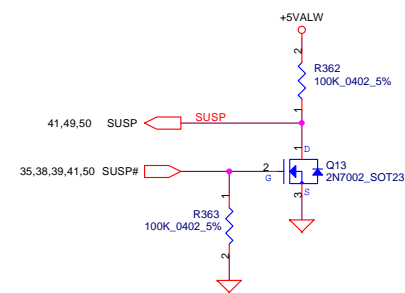 +5VALW
2
R362
100K_0402_5%
1
41,49,50 SUSP SUSP
1 D
Q13
2N7002_SOT23
35,38,39,41,50 SUSP# 2 G
S
3
1
R363
100K_0402_5%
2